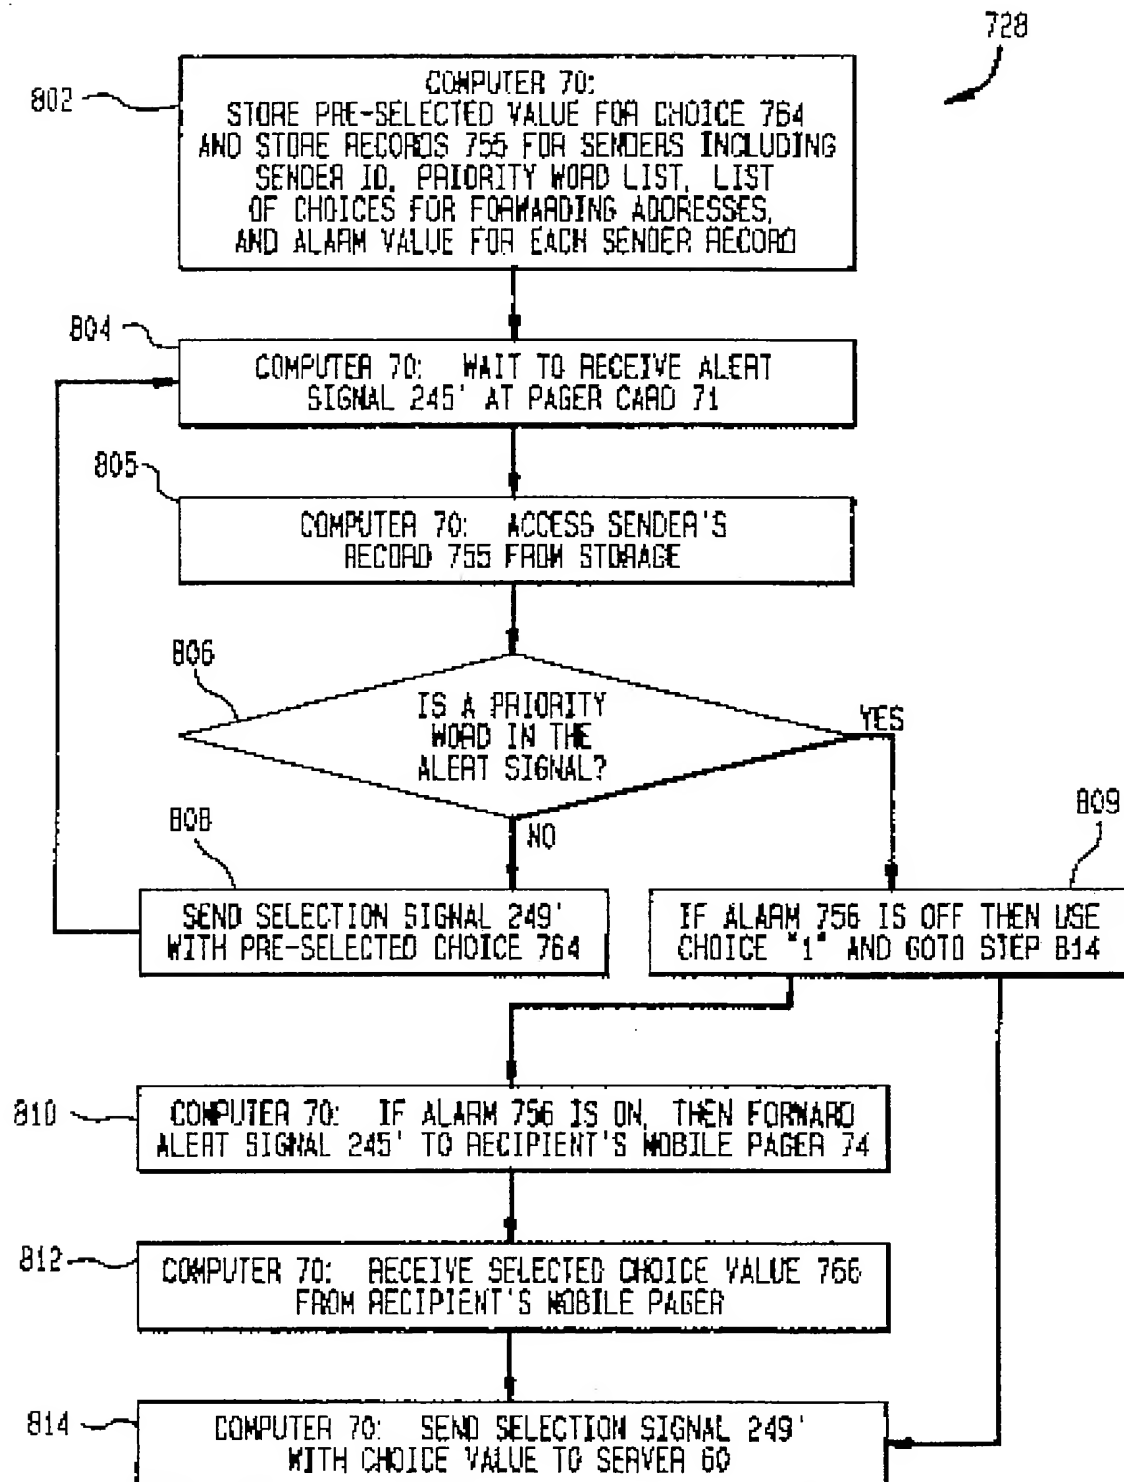 728
802
COMPUTER 70:
STORE PRE-SELECTED VALUE FOR CHOICE 764
AND STORE RECORDS 755 FOR SENDERS INCLUDING
SENDER ID, PRIORITY WORD LIST, LIST
OF CHOICES FOR FORWARDING ADDRESSES,
AND ALARM VALUE FOR EACH SENDER RECORD
804
COMPUTER 70: WAIT TO RECEIVE ALERT
SIGNAL 245' AT PAGER CARD 71
805
COMPUTER 70: ACCESS SENDER'S
RECORD 755 FROM STORAGE
806
IS A PRIORITY
WORD IN THE
ALERT SIGNAL?
YES
NO
808
SEND SELECTION SIGNAL 249'
WITH PRE-SELECTED CHOICE 764
809
IF ALARM 756 IS OFF THEN USE
CHOICE "1" AND GOTO STEP 814
810
COMPUTER 70: IF ALARM 756 IS ON, THEN FORWARD
ALERT SIGNAL 245' TO RECIPIENT'S MOBILE PAGER 74
812
COMPUTER 70: RECEIVE SELECTED CHOICE VALUE 766
FROM RECIPIENT'S MOBILE PAGER
814
COMPUTER 70: SEND SELECTION SIGNAL 249'
WITH CHOICE VALUE TO SERVER 60